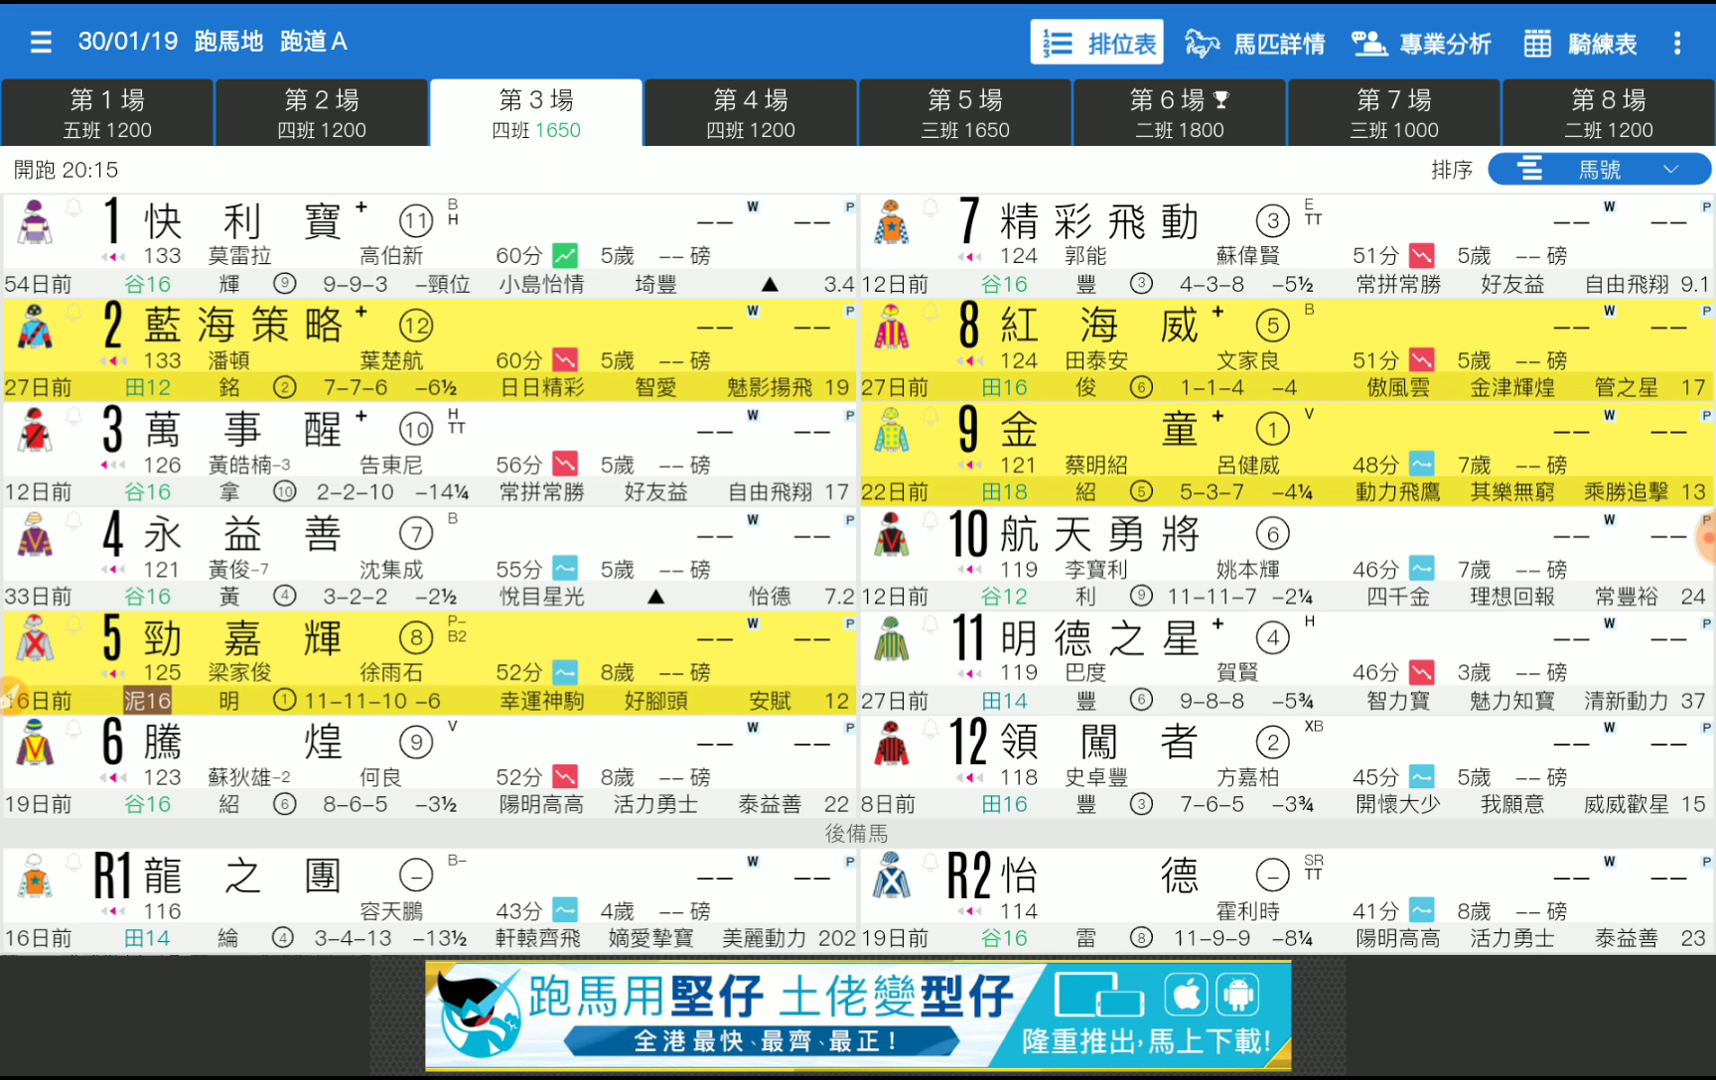 30/01/19 跑馬地 跑道 A
排位表 馬匹詳情 專業分析 騎練表
第 1 場 第 2 場 第 3 場 第 4 場 第 5 場 第 6 場 第 7 場 第 8 場
五班 1200 四班 1200 四班 1650 四班 1200 三班 1650 二班 1800 三班 1000 二班 1200
開跑 20:15 排序 馬號
1 快利寶 + 11 B H -- W -- P
133 莫雷拉 高伯新 60分 5歲 -- 磅
54日前 谷16 輝 9 9-9-3 -頸位 小島怡情 埼豐 ▲ 3.4
2 藍海策略 + 12 -- W -- P
133 潘頓 葉楚航 60分 5歲 -- 磅
27日前 田12 銘 2 7-7-6 -6½ 日日精彩 智愛 魅影揚飛 19
3 萬事醒 + 10 H TT -- W -- P
126 黃皓楠-3 告東尼 56分 5歲 -- 磅
12日前 谷16 拿 10 2-2-10 -14¼ 常拼常勝 好友益 自由飛翔 17
4 永益善 7 B -- W -- P
121 黃俊-7 沈集成 55分 5歲 -- 磅
33日前 谷16 黃 4 3-2-2 -2½ 悅目星光 ▲ 怡德 7.2
5 勁嘉輝 8 P- B2 -- W -- P
125 梁家俊 徐雨石 52分 8歲 -- 磅
6日前 泥16 明 1 11-11-10 -6 幸運神駒 好腳頭 安賦 12
6 騰煌 9 V -- W -- P
123 蘇狄雄-2 何良 52分 8歲 -- 磅
19日前 谷16 紹 6 8-6-5 -3½ 陽明高高 活力勇士 泰益善 22
7 精彩飛動 3 E TT -- W -- P
124 郭能 蘇偉賢 51分 5歲 -- 磅
12日前 谷16 豐 3 4-3-8 -5½ 常拼常勝 好友益 自由飛翔 9.1
8 紅海威 + 5 B -- W -- P
124 田泰安 文家良 51分 5歲 -- 磅
27日前 田16 俊 6 1-1-4 -4 傲風雲 金津輝煌 管之星 17
9 金童 + 1 V -- W -- P
121 蔡明紹 呂健威 48分 7歲 -- 磅
22日前 田18 紹 5 5-3-7 -4¼ 動力飛鷹 其樂無窮 乘勝追擊 13
10 航天勇將 6 -- W -- P
119 李寶利 姚本輝 46分 7歲 -- 磅
12日前 谷12 利 9 11-11-7 -2¼ 四千金 理想回報 常豐裕 24
11 明德之星 + 4 H -- W -- P
119 巴度 賀賢 46分 3歲 -- 磅
27日前 田14 豐 6 9-8-8 -5¾ 智力寶 魅力知寶 清新動力 37
12 領闖者 2 XB -- W -- P
118 史卓豐 方嘉柏 45分 5歲 -- 磅
8日前 田16 豐 3 7-6-5 -3¾ 開懷大少 我願意 威威歡星 15
後備馬
R1 龍之團 - B- -- W -- P
116 容天鵬 43分 4歲 -- 磅
16日前 田14 綸 4 3-4-13 -13½ 軒轅齊飛 嫡愛摯寶 美麗動力 202
R2 怡德 - SR TT -- W -- P
114 霍利時 41分 8歲 -- 磅
19日前 谷16 雷 8 11-9-9 -8¼ 陽明高高 活力勇士 泰益善 23
跑馬用堅仔 土佬變型仔
全港最快、最齊、最正！
隆重推出，馬上下載！